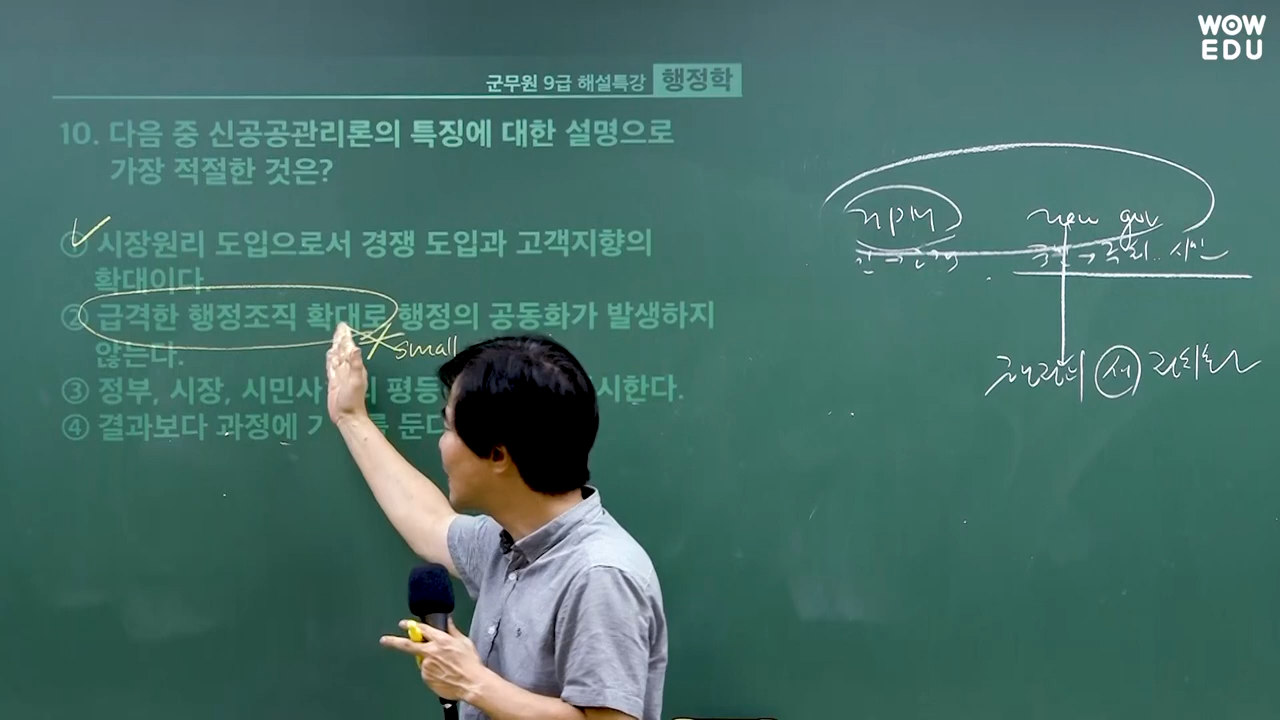 WOW
EDU
군무원 9급 해설특강 행정학
10. 다음 중 신공공관리론의 특징에 대한 설명으로
가장 적절한 것은?
① 시장원리 도입으로서 경쟁 도입과 고객지향의
확대이다.
② 급격한 행정조직 확대로 행정의 공동화가 발생하지
않는다.
small
③ 정부, 시장, 시민사 의 평등 시한다.
④ 결과보다 과정에 가 를 둔다
NPM
new gov